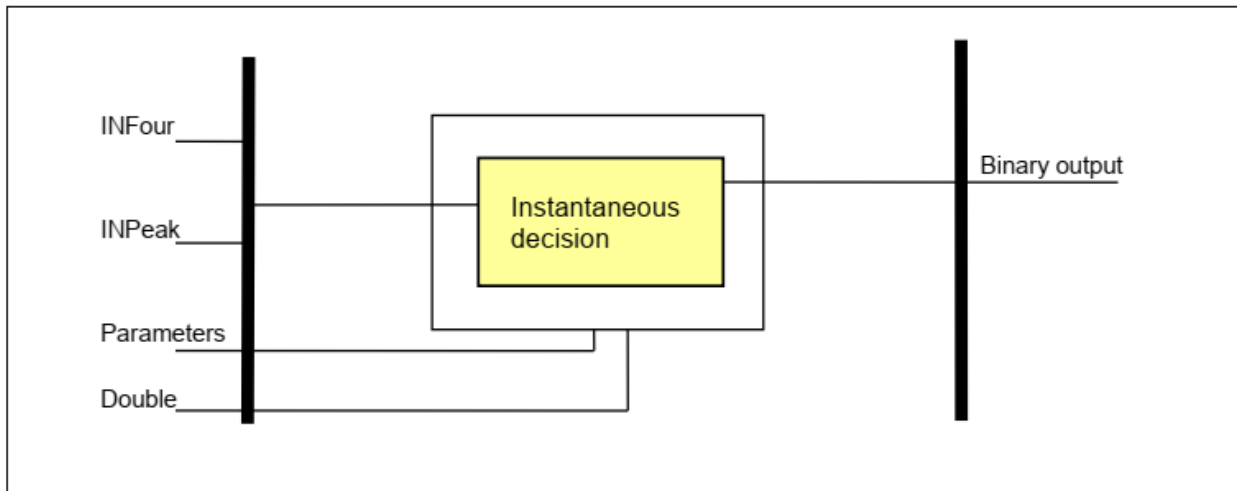 INFour
INPeak
Parameters
Double
Instantaneous
decision
Binary output